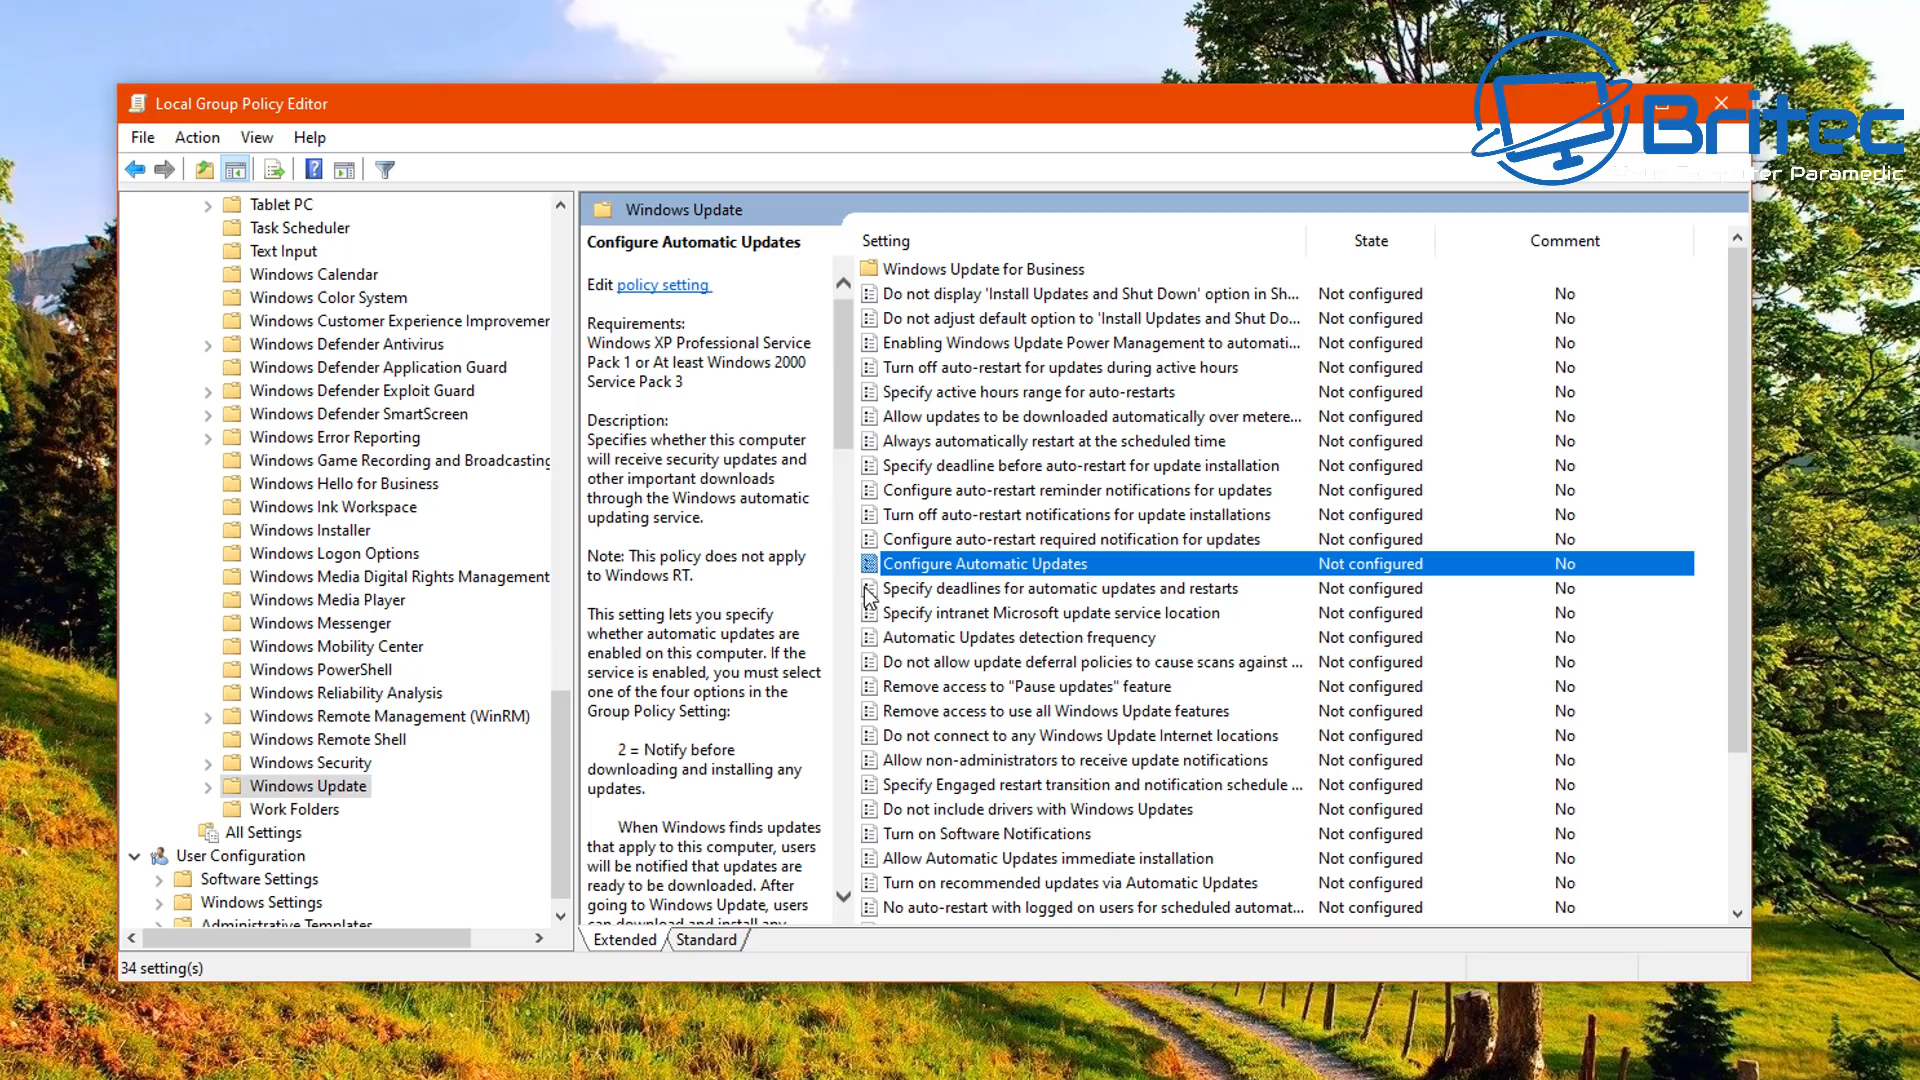 Britec
Computer Paramedic
Local Group Policy Editor
File Action View Help
Tablet PC
Task Scheduler
Text Input
Windows Calendar
Windows Color System
Windows Customer Experience Improvemer
Windows Defender Antivirus
Windows Defender Application Guard
Windows Defender Exploit Guard
Windows Defender SmartScreen
Windows Error Reporting
Windows Game Recording and Broadcasting
Windows Hello for Business
Windows Ink Workspace
Windows Installer
Windows Logon Options
Windows Media Digital Rights Management
Windows Media Player
Windows Messenger
Windows Mobility Center
Windows PowerShell
Windows Reliability Analysis
Windows Remote Management (WinRM)
Windows Remote Shell
Windows Security
Windows Update
Work Folders
All Settings
User Configuration
Software Settings
Windows Settings
Administrative Templates
Windows Update
Configure Automatic Updates
Edit policy setting
Requirements:
Windows XP Professional Service
Pack 1 or At least Windows 2000
Service Pack 3
Description:
Specifies whether this computer
will receive security updates and
other important downloads
through the Windows automatic
updating service.
Note: This policy does not apply
to Windows RT.
This setting lets you specify
whether automatic updates are
enabled on this computer. If the
service is enabled, you must select
one of the four options in the
Group Policy Setting:
2 = Notify before
downloading and installing any
updates.
When Windows finds updates
that apply to this computer, users
will be notified that updates are
ready to be downloaded. After
going to Windows Update, users
can download and install any
Setting State Comment
Windows Update for Business
Do not display 'Install Updates and Shut Down' option in Sh... Not configured No
Do not adjust default option to 'Install Updates and Shut Do... Not configured No
Enabling Windows Update Power Management to automati... Not configured No
Turn off auto-restart for updates during active hours Not configured No
Specify active hours range for auto-restarts Not configured No
Allow updates to be downloaded automatically over metere... Not configured No
Always automatically restart at the scheduled time Not configured No
Specify deadline before auto-restart for update installation Not configured No
Configure auto-restart reminder notifications for updates Not configured No
Turn off auto-restart notifications for update installations Not configured No
Configure auto-restart required notification for updates Not configured No
Configure Automatic Updates Not configured No
Specify deadlines for automatic updates and restarts Not configured No
Specify intranet Microsoft update service location Not configured No
Automatic Updates detection frequency Not configured No
Do not allow update deferral policies to cause scans against ... Not configured No
Remove access to "Pause updates" feature Not configured No
Remove access to use all Windows Update features Not configured No
Do not connect to any Windows Update Internet locations Not configured No
Allow non-administrators to receive update notifications Not configured No
Specify Engaged restart transition and notification schedule ... Not configured No
Do not include drivers with Windows Updates Not configured No
Turn on Software Notifications Not configured No
Allow Automatic Updates immediate installation Not configured No
Turn on recommended updates via Automatic Updates Not configured No
No auto-restart with logged on users for scheduled automat... Not configured No
Extended Standard
34 setting(s)